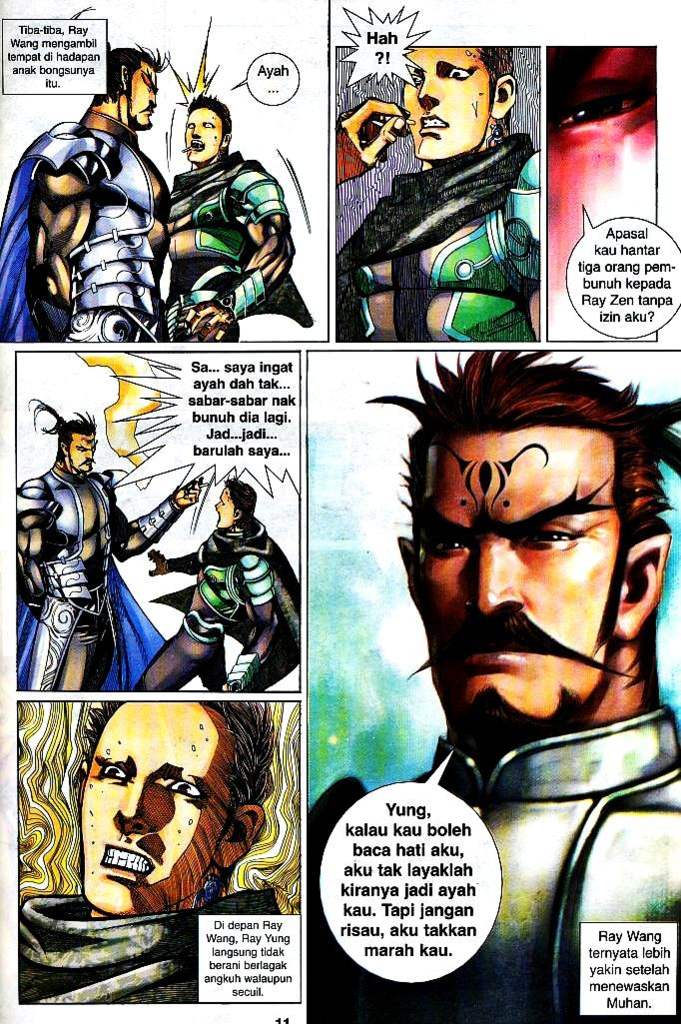 Tiba-tiba, Ray
Wang mengambil
tempat di hadapan
anak bongsunya
itu.
Ayah
...
Hah
?!
Apasal
kau hantar
tiga orang pem-
bunuh kepada
Ray Zen tanpa
izin aku?
Sa... saya ingat
ayah dah tak...
sabar-sabar nak
bunuh dia lagi.
Jad...jadi...
barulah saya...
Di depan Ray
Wang, Ray Yung
langsung tidak
berani berlagak
angkuh walaupun
secuil.
Yung,
kalau kau boleh
baca hati aku,
aku tak layaklah
kiranya jadi ayah
kau. Tapi jangan
risau, aku takkan
marah kau.
Ray Wang
ternyata lebih
yakin setelah
menewaskan
Muhan.
11